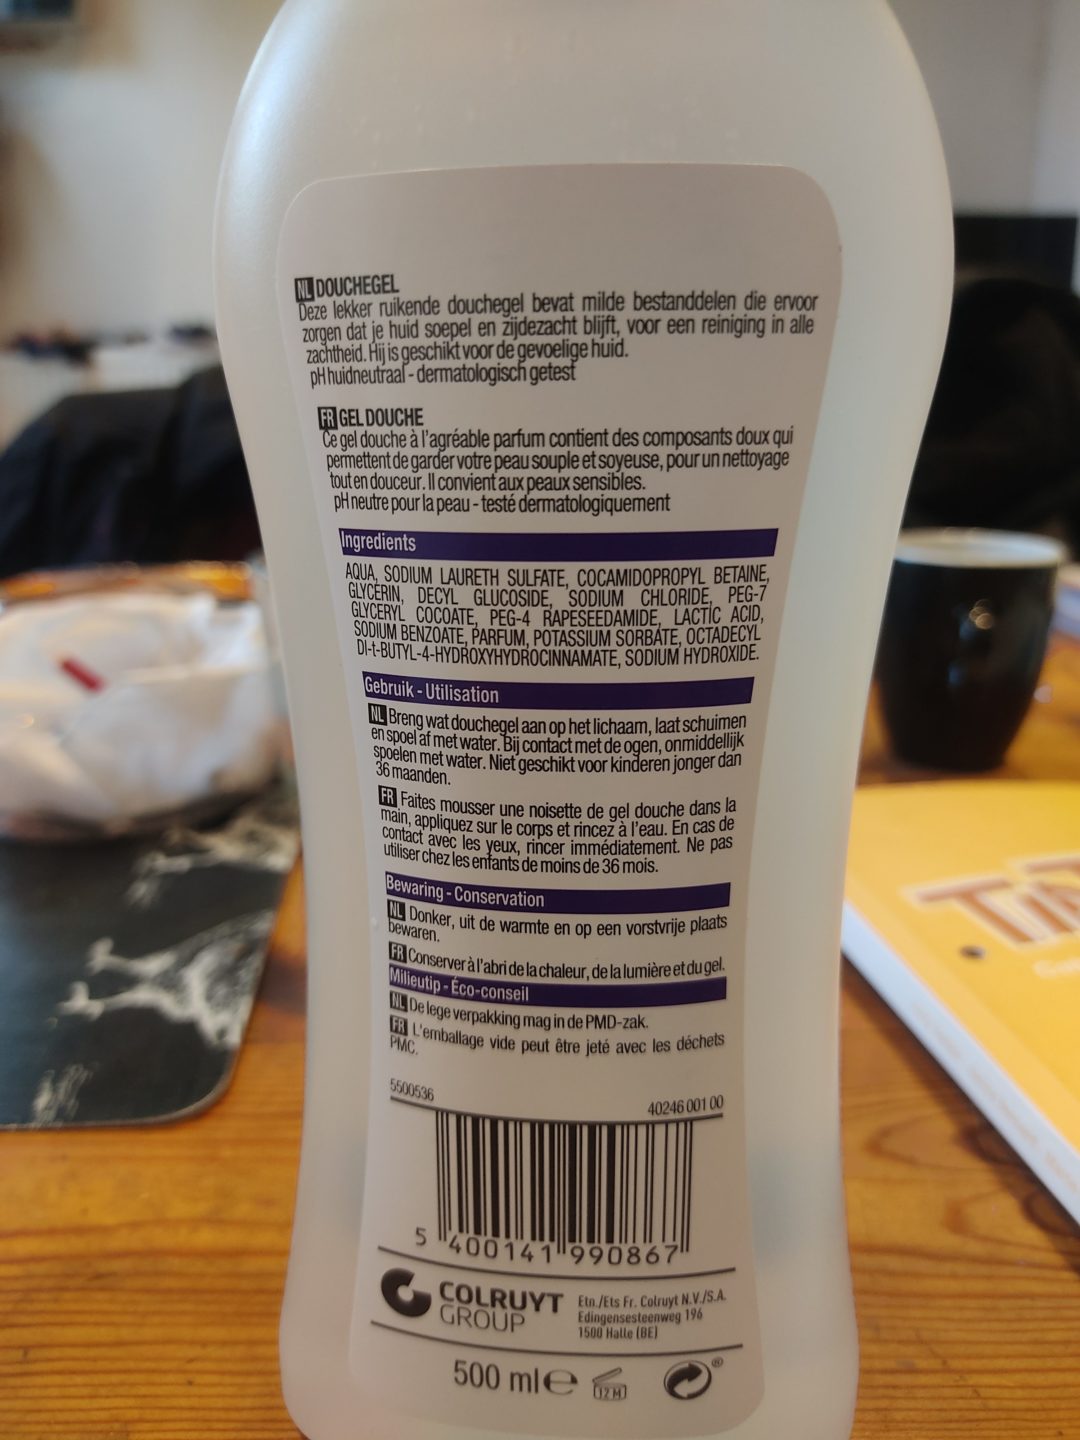 NL DOUCHEGEL
Deze lekker ruikende douchegel bevat milde bestanddelen die ervoor
zorgen dat je huid soepel en zijdezacht blijft, voor een reiniging in alle
zachtheid. Hij is geschikt voor de gevoelige huid.
pH huidneutraal - dermatologisch getest
FR GEL DOUCHE
Ce gel douche à l'agréable parfum contient des composants doux qui
permettent de garder votre peau souple et soyeuse, pour un nettoyage
tout en douceur. Il convient aux peaux sensibles.
pH neutre pour la peau - testé dermatologiquement
Ingredients
AQUA, SODIUM LAURETH SULFATE, COCAMIDOPROPYL BETAINE,
GLYCERIN, DECYL GLUCOSIDE, SODIUM CHLORIDE, PEG-7
GLYCERYL COCOATE, PEG-4 RAPESEEDAMIDE, LACTIC ACID,
SODIUM BENZOATE, PARFUM, POTASSIUM SORBATE, OCTADECYL
DI-t-BUTYL-4-HYDROXYHYDROCINNAMATE, SODIUM HYDROXIDE.
Gebruik - Utilisation
NL Breng wat douchegel aan op het lichaam, laat schuimen
en spoel af met water. Bij contact met de ogen, onmiddellijk
spoelen met water. Niet geschikt voor kinderen jonger dan
36 maanden.
FR Faites mousser une noisette de gel douche dans la
main, appliquez sur le corps et rincez à l'eau. En cas de
contact avec les yeux, rincer immédiatement. Ne pas
utiliser chez les enfants de moins de 36 mois.
Bewaring - Conservation
NL Donker, uit de warmte en op een vorstvrije plaats
bewaren.
FR Conserver à l'abri de la chaleur, de la lumière et du gel.
Milieutip - Éco-conseil
NL De lege verpakking mag in de PMD-zak.
FR L'emballage vide peut être jeté avec les déchets
PMC.
5500536
40246 001 00
5 400141 990867
COLRUYT
GROUP
Etn./Ets Fr. Colruyt N.V./S.A.
Edingensesteenweg 196
1500 Halle (BE)
500 ml e
12 M